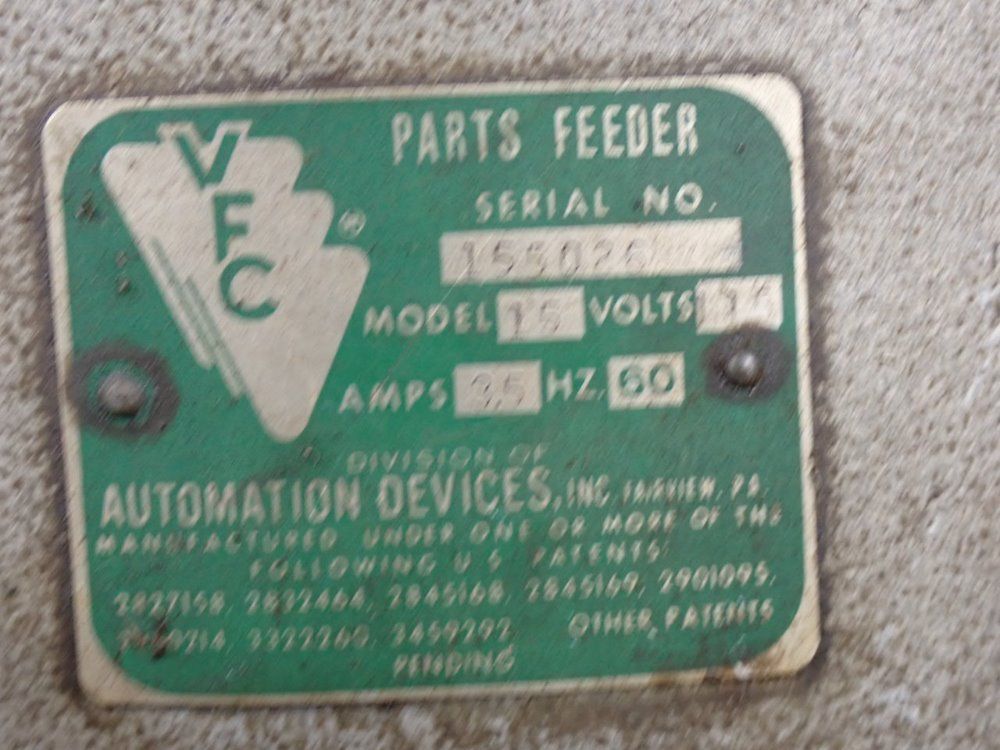 VFC ®
PARTS FEEDER
SERIAL NO.
155026
MODEL 15 VOLTS
AMPS 3.5 HZ. 60
DIVISION OF
AUTOMATION DEVICES, INC. FAIRVIEW, PA.
MANUFACTURED UNDER ONE OR MORE OF THE
FOLLOWING U S PATENTS:
2827158, 2832464, 2845168, 2845169, 2901095,
3322260, 3459292 OTHER PATENTS
PENDING